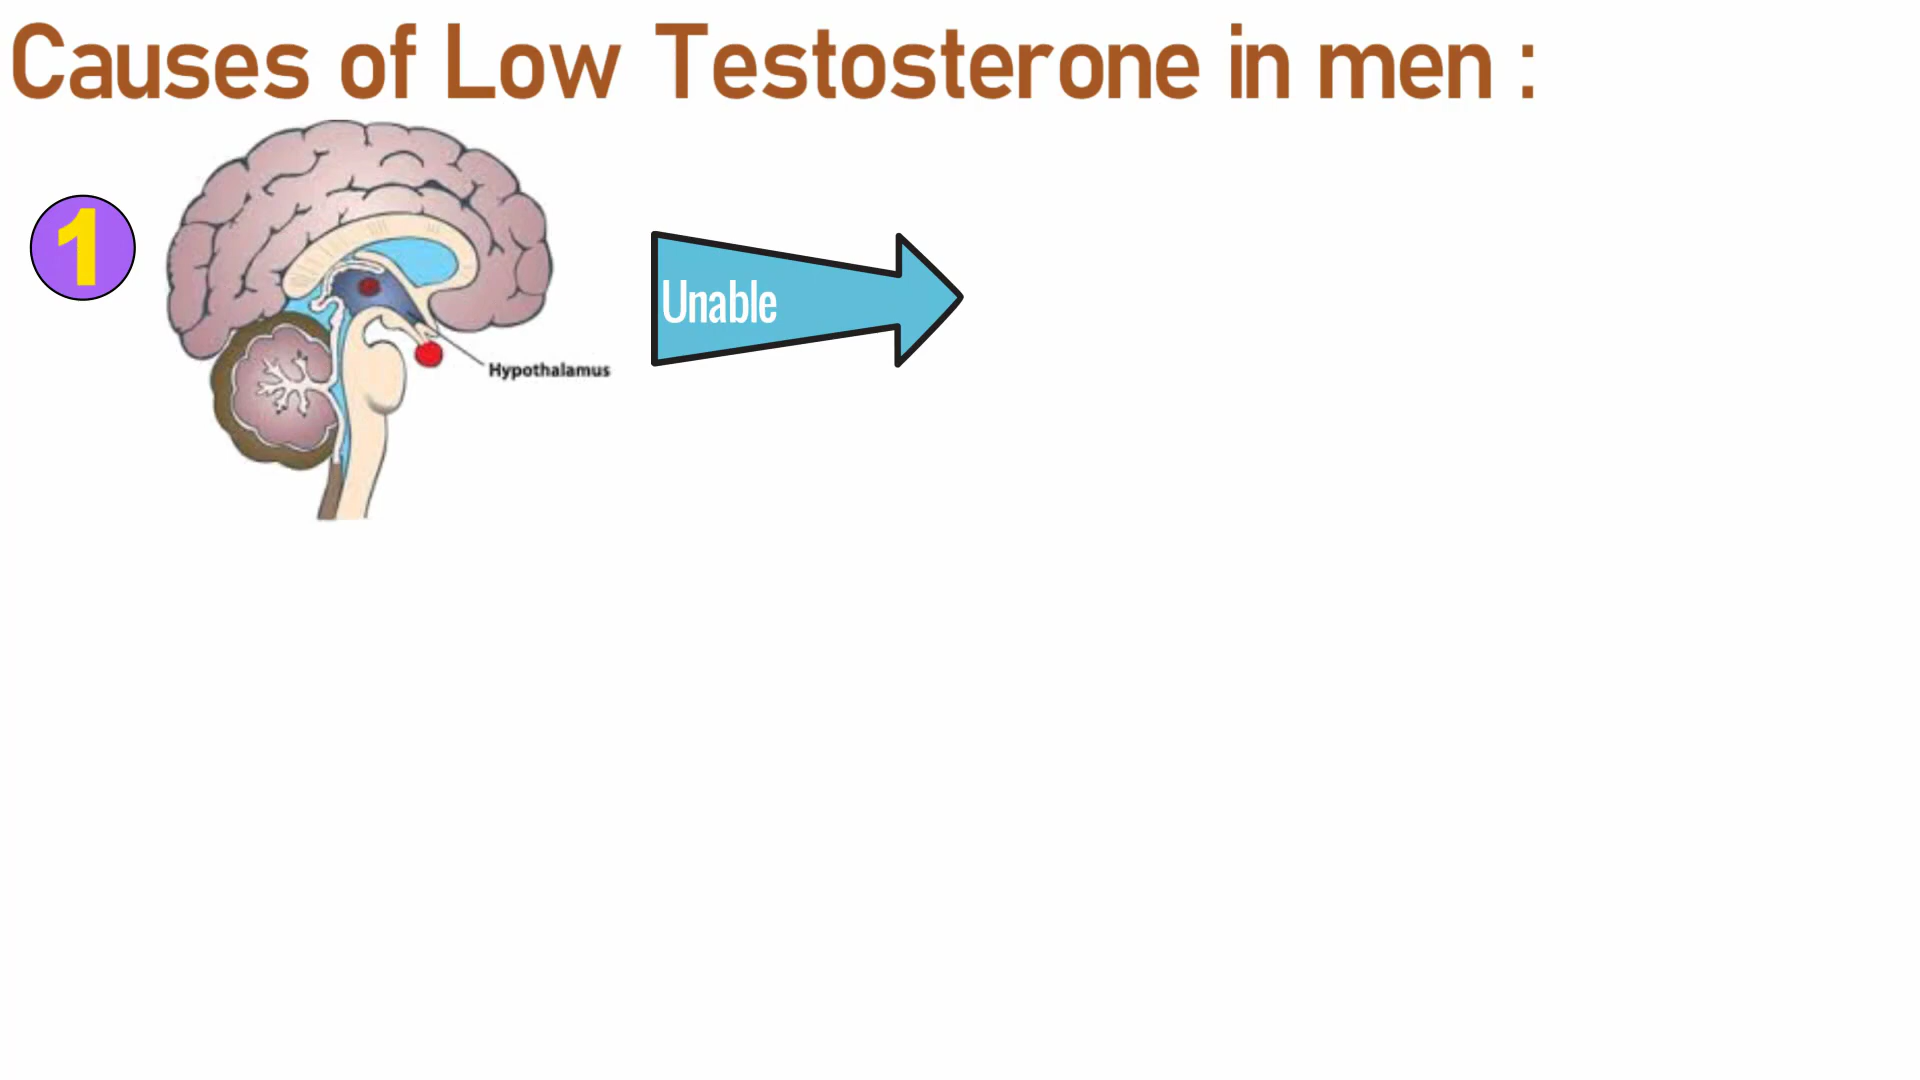 Causes of Low Testosterone in men :
1
Unable
Hypothalamus